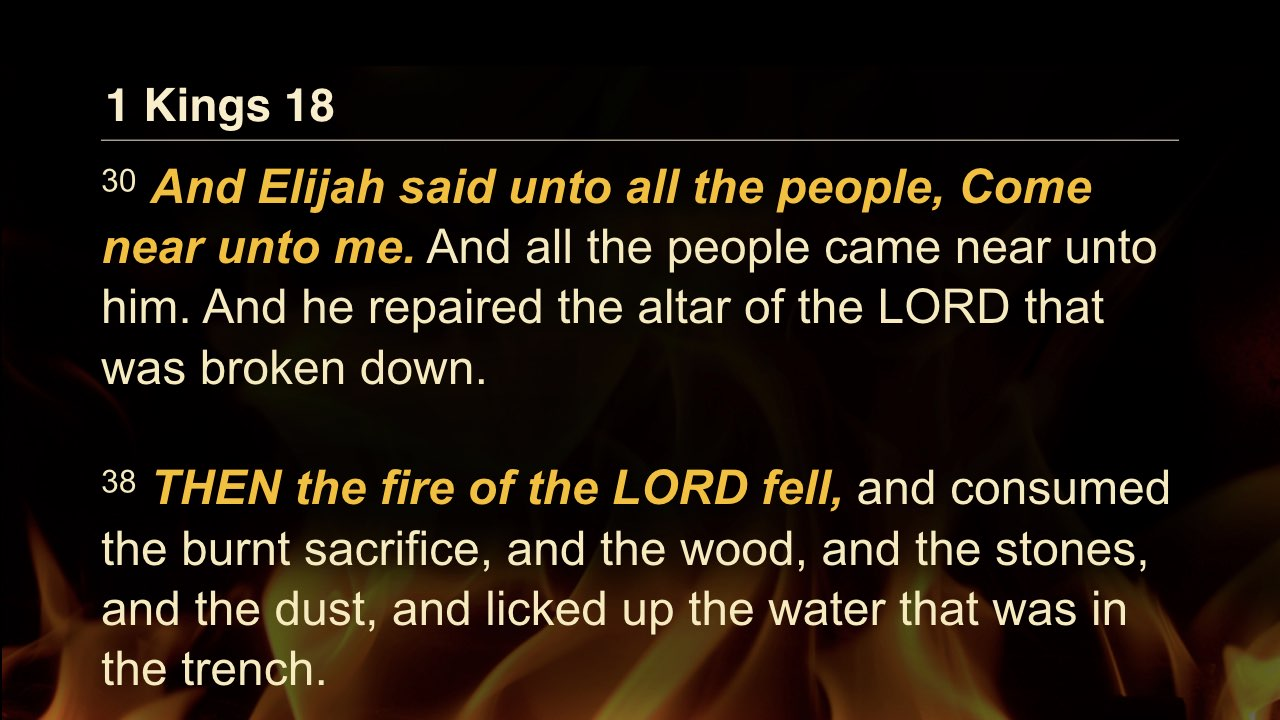 1 Kings 18
30 And Elijah said unto all the people, Come
near unto me. And all the people came near unto
him. And he repaired the altar of the LORD that
was broken down.
38 THEN the fire of the LORD fell, and consumed
the burnt sacrifice, and the wood, and the stones,
and the dust, and licked up the water that was in
the trench.